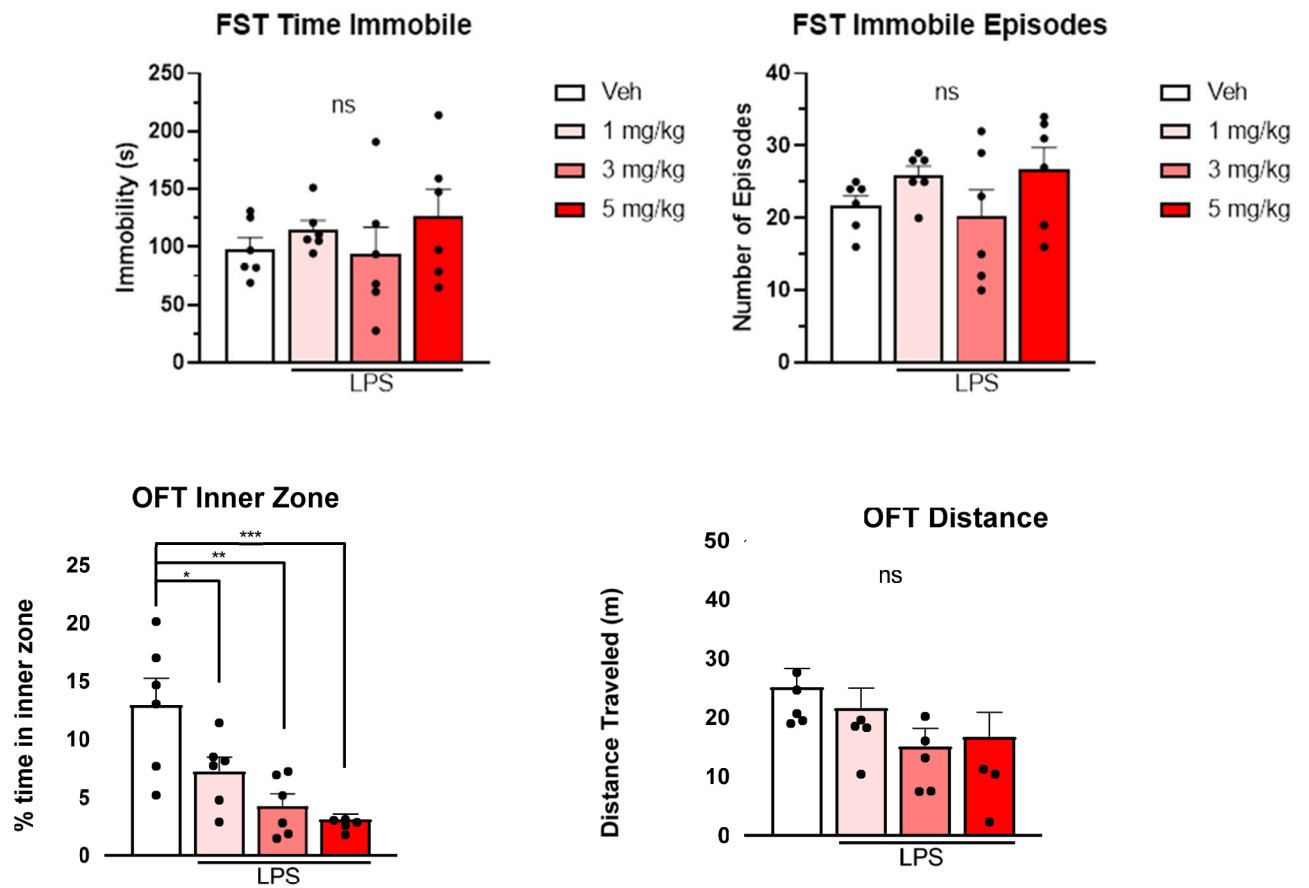 FST Time Immobile
Immobility (s)
250
200
150
100
50
0
ns
LPS
Veh
1 mg/kg
3 mg/kg
5 mg/kg
FST Immobile Episodes
Number of Episodes
40
30
20
10
0
ns
LPS
Veh
1 mg/kg
3 mg/kg
5 mg/kg
OFT Inner Zone
% time in inner zone
25
20
15
10
5
0
***
**
*
LPS
OFT Distance
Distance Traveled (m)
50
40
30
20
10
0
ns
LPS